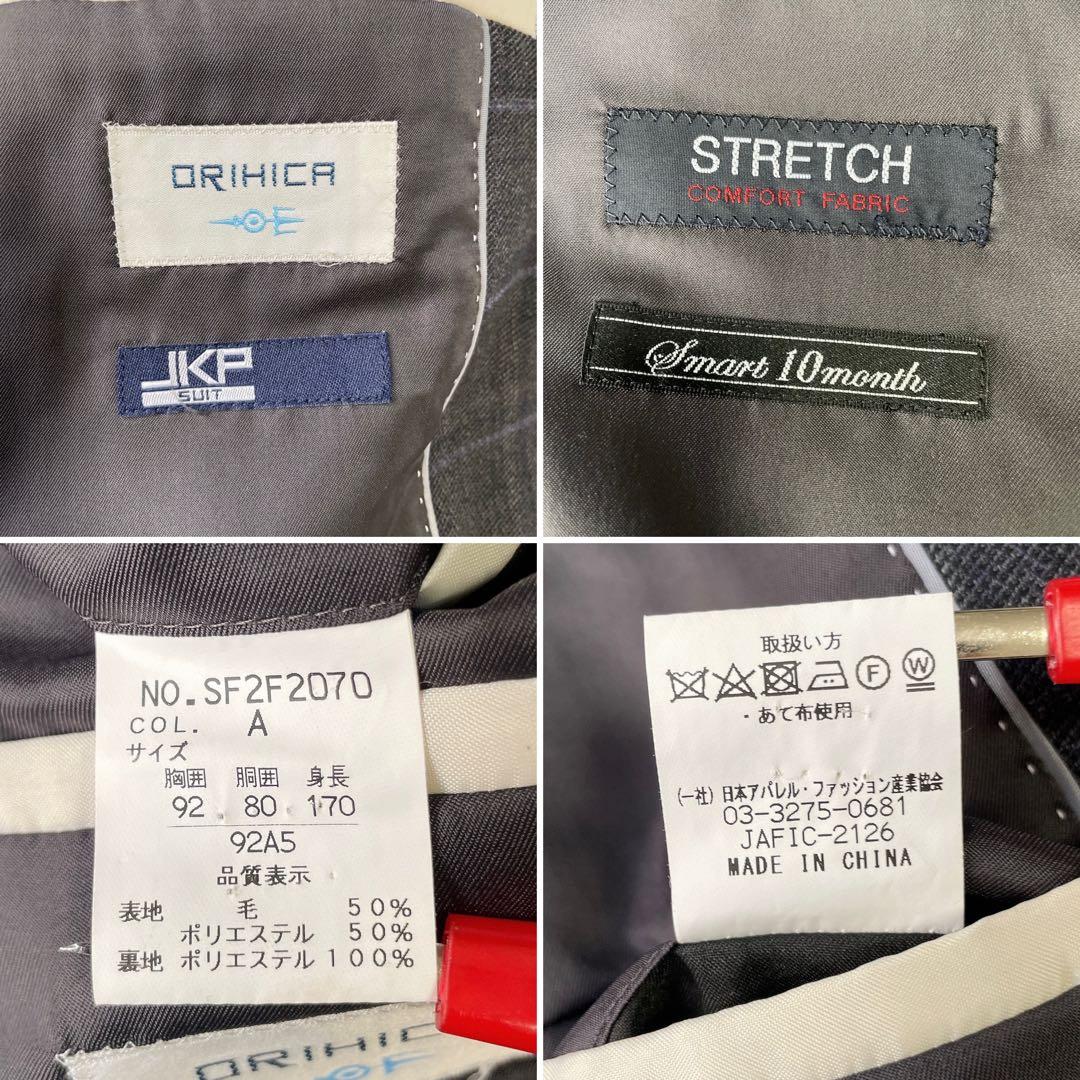 ORIHICA
JKP
SUIT
STRETCH
COMFORT FABRIC
Smart 10month
NO.SF2F2070
COL. A
サイズ
胸囲 胴囲 身長
92 80 170
92A5
品質表示
表地 毛 50%
ポリエステル 50%
裏地 ポリエステル 100%
ORIHICA
取扱い方
F W
・あて布使用
(一社)日本アパレル・ファッション産業協会
03-3275-0681
JAFIC-2126
MADE IN CHINA